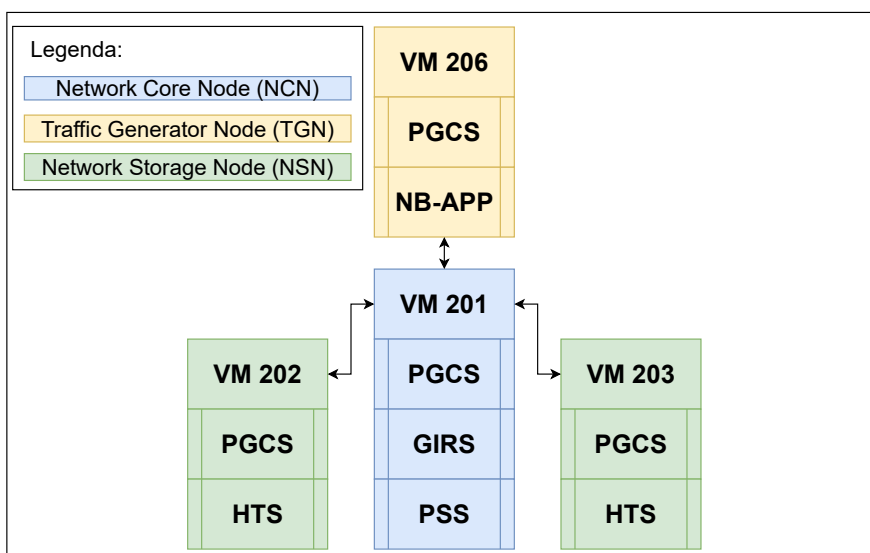 Legenda:
Network Core Node (NCN)
Traffic Generator Node (TGN)
Network Storage Node (NSN)
VM 206
PGCS
NB-APP
VM 201
PGCS
GIRS
PSS
VM 202
PGCS
HTS
VM 203
PGCS
HTS